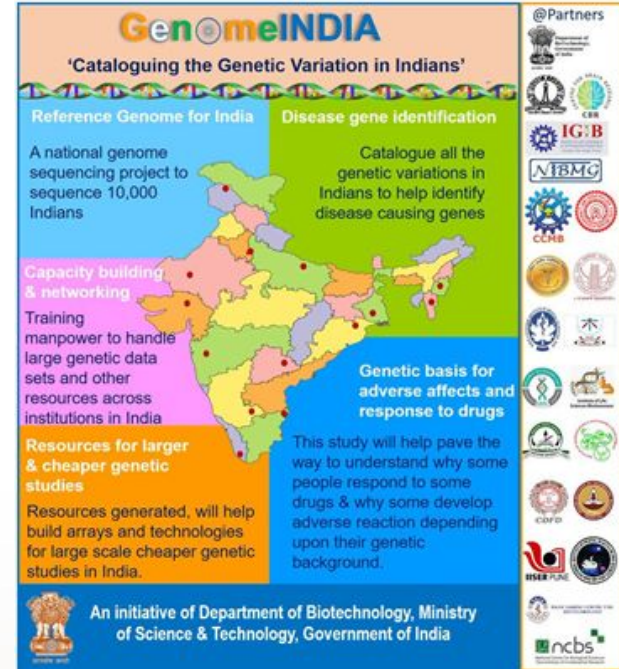 GenomeINDIA
'Cataloguing the Genetic Variation in Indians'
Reference Genome for India
A national genome
sequencing project to
sequence 10,000
Indians
Disease gene identification
Catalogue all the
genetic variations in
Indians to help identify
disease causing genes
Capacity building
& networking
Training
manpower to handle
large genetic data
sets and other
resources across
institutions in India
Genetic basis for
adverse affects and
response to drugs
This study will help pave the
way to understand why some
people respond to some
drugs & why some develop
adverse reaction depending
upon their genetic
background.
Resources for larger
& cheaper genetic
studies
Resources generated, will help
build arrays and technologies
for large scale cheaper genetic
studies in India.
An initiative of Department of Biotechnology, Ministry
of Science & Technology, Government of India
@Partners
CBR
IGIB
NIBMG
CCMB
CDFD
IISER PUNE
ncbs